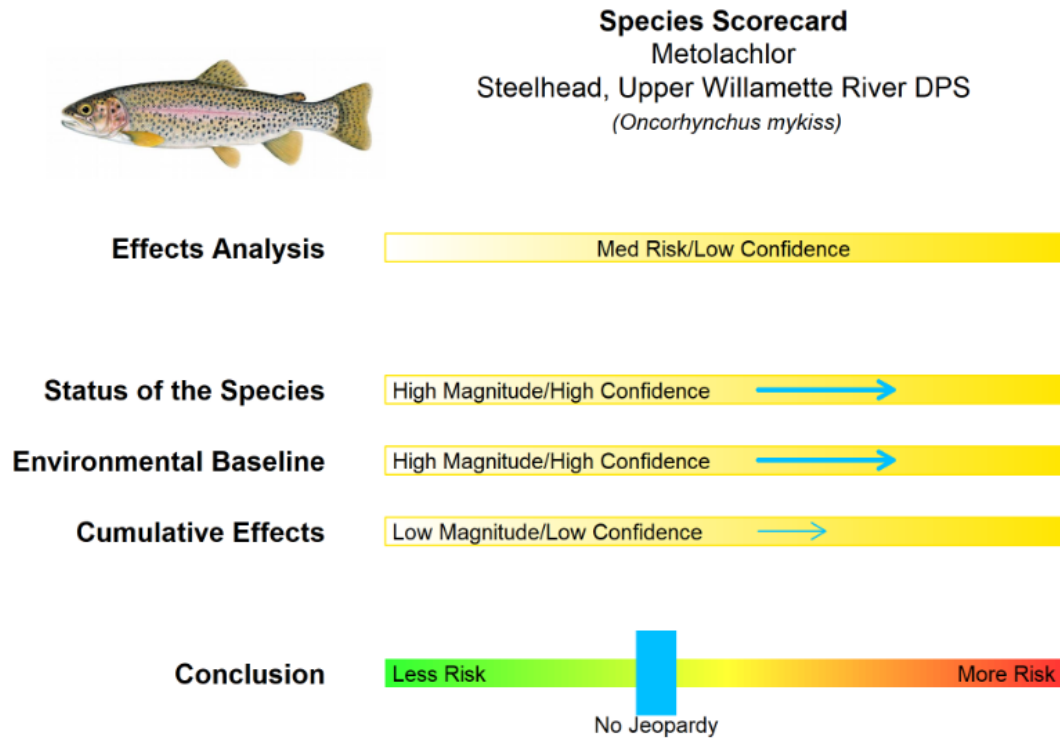 Species Scorecard
Metolachlor
Steelhead, Upper Willamette River DPS
(Oncorhynchus mykiss)
Effects Analysis
Med Risk/Low Confidence
Status of the Species
High Magnitude/High Confidence
Environmental Baseline
High Magnitude/High Confidence
Cumulative Effects
Low Magnitude/Low Confidence
Conclusion
Less Risk
More Risk
No Jeopardy